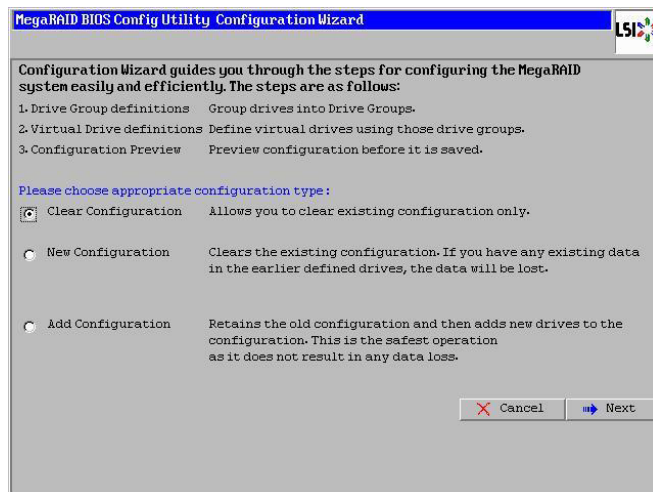 MegaRAID BIOS Config Utility Configuration Wizard
LSI
Configuration Wizard guides you through the steps for configuring the MegaRAID
system easily and efficiently. The steps are as follows:
1. Drive Group definitions Group drives into Drive Groups.
2. Virtual Drive definitions Define virtual drives using those drive groups.
3. Configuration Preview Preview configuration before it is saved.
Please choose appropriate configuration type:
Clear Configuration Allows you to clear existing configuration only.
New Configuration Clears the existing configuration. If you have any existing data
in the earlier defined drives, the data will be lost.
Add Configuration Retains the old configuration and then adds new drives to the
configuration. This is the safest operation
as it does not result in any data loss.
Cancel Next